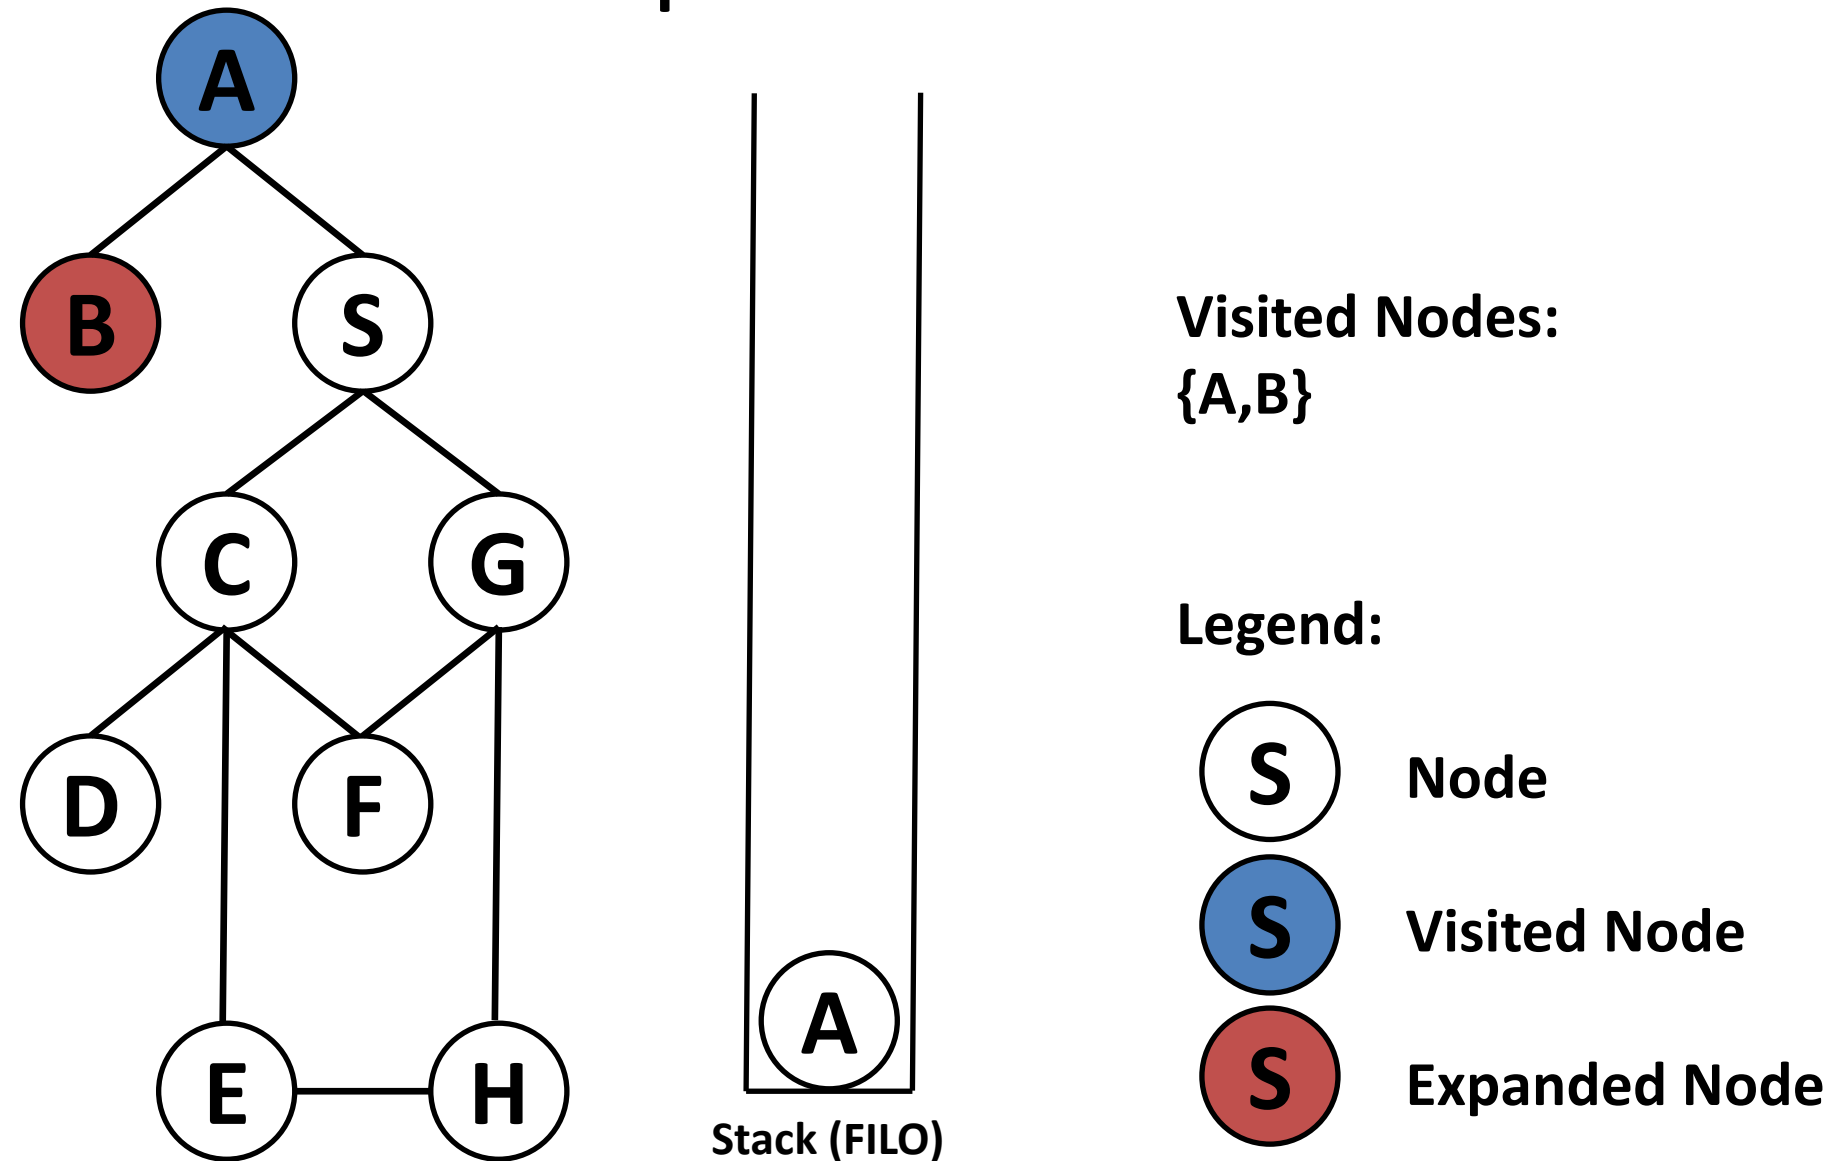 A
B
S
C
G
D
F
E
H
A
Stack (FILO)
Visited Nodes:
{A,B}
Legend:
S Node
S Visited Node
S Expanded Node